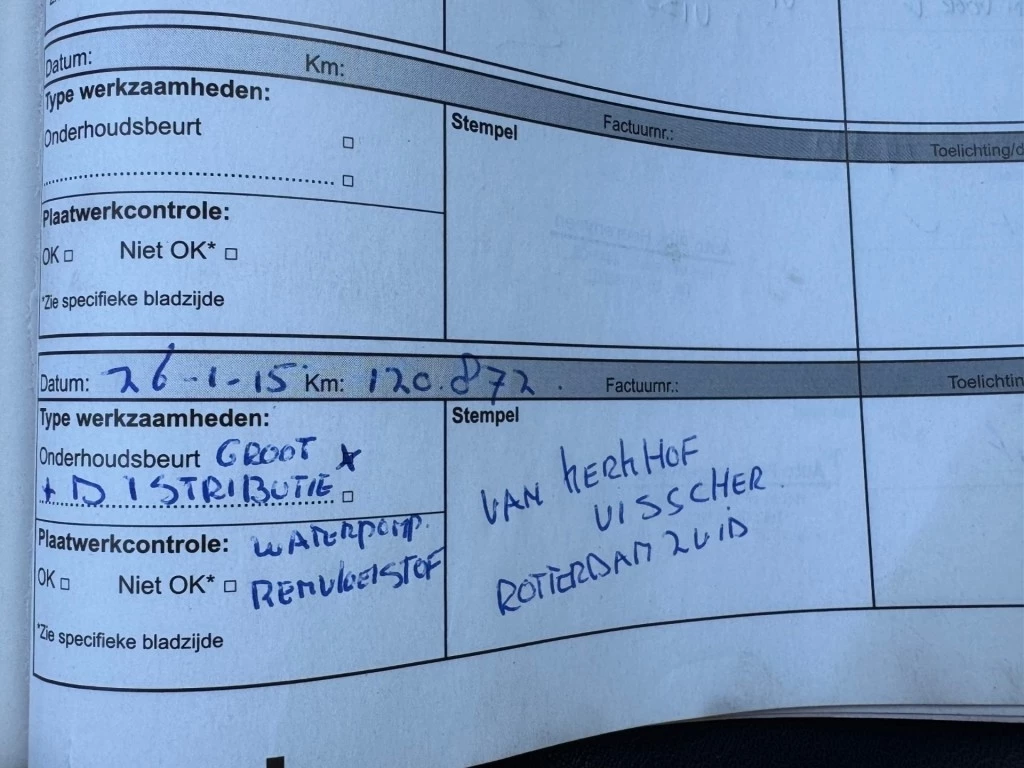 Datum: Km:
Type werkzaamheden:
Onderhoudsbeurt □
□
Plaatwerkcontrole:
OK □ Niet OK* □
*Zie specifieke bladzijde
Stempel Factuurnr.:
Toelichting/d
Datum: 26-1-15 Km: 120.872. Factuurnr.: Toelichtin
Type werkzaamheden:
Onderhoudsbeurt GROOT
+ DISTRIBUTIE □
Plaatwerkcontrole: WATERPOMP.
OK □ Niet OK* □ REMVLOEISTOF
*Zie specifieke bladzijde
Stempel
VAN KERKHOF
VISSCHER
ROTTERDAM ZUID